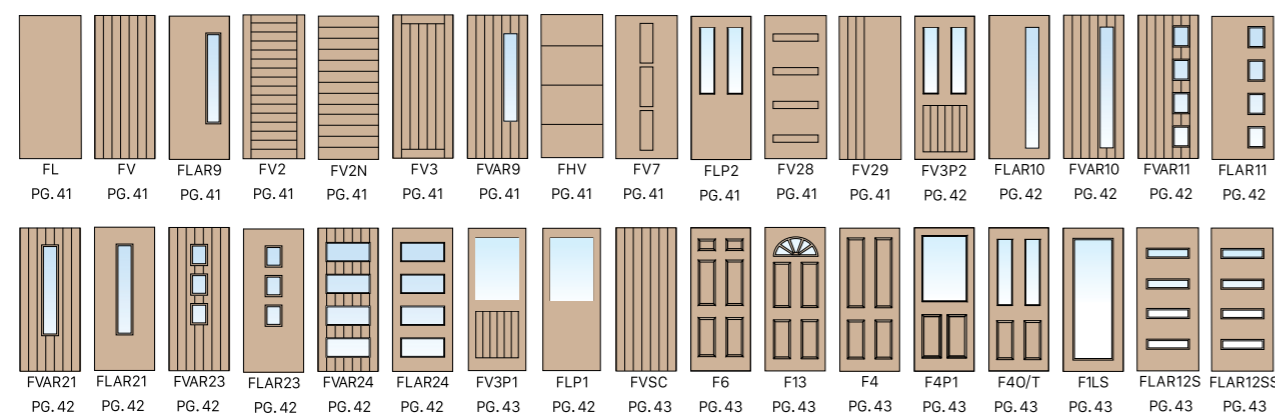 FL FV FLAR9 FV2 FV2N FV3 FVAR9 FHV FV7 FLP2 FV28 FV29 FV3P2 FLAR10 FVAR10 FVAR11 FLAR11
PG. 41 PG. 41 PG. 41 PG. 41 PG. 41 PG. 41 PG. 41 PG. 41 PG. 41 PG. 41 PG. 41 PG. 41 PG. 42 PG. 42 PG. 42 PG. 42 PG. 42
FVAR21 FLAR21 FVAR23 FLAR23 FVAR24 FLAR24 FV3P1 FLP1 FVSC F6 F13 F4 F4P1 F4O/T F1LS FLAR12S FLAR12SS
PG. 42 PG. 42 PG. 42 PG. 42 PG. 42 PG. 42 PG. 43 PG. 42 PG. 43 PG. 43 PG. 43 PG. 43 PG. 43 PG. 43 PG. 43 PG. 43 PG. 43